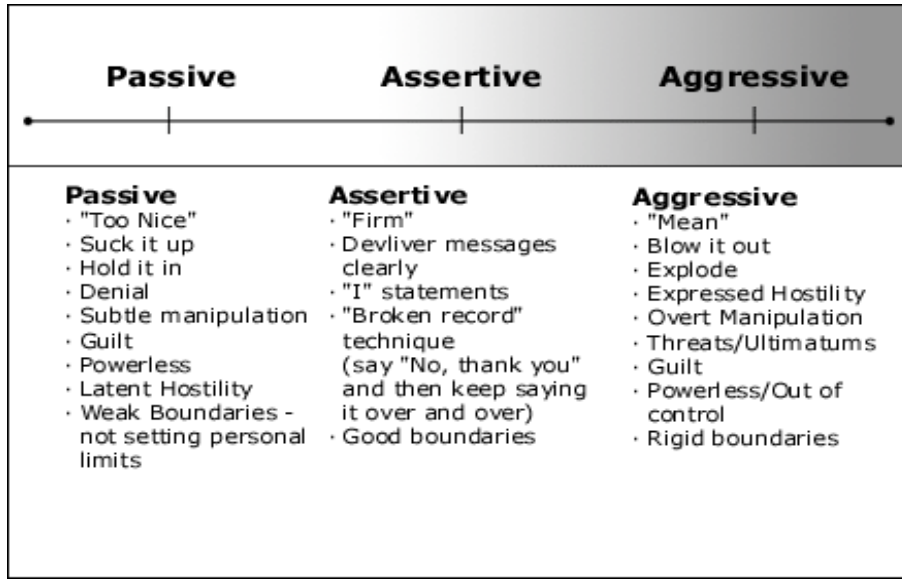 Passive Assertive Aggressive
Passive
· "Too Nice"
· Suck it up
· Hold it in
· Denial
· Subtle manipulation
· Guilt
· Powerless
· Latent Hostility
· Weak Boundaries -
not setting personal
limits
Assertive
· "Firm"
· Devliver messages
clearly
· "I" statements
· "Broken record"
technique
(say "No, thank you"
and then keep saying
it over and over)
· Good boundaries
Aggressive
· "Mean"
· Blow it out
· Explode
· Expressed Hostility
· Overt Manipulation
· Threats/Ultimatums
· Guilt
· Powerless/Out of
control
· Rigid boundaries